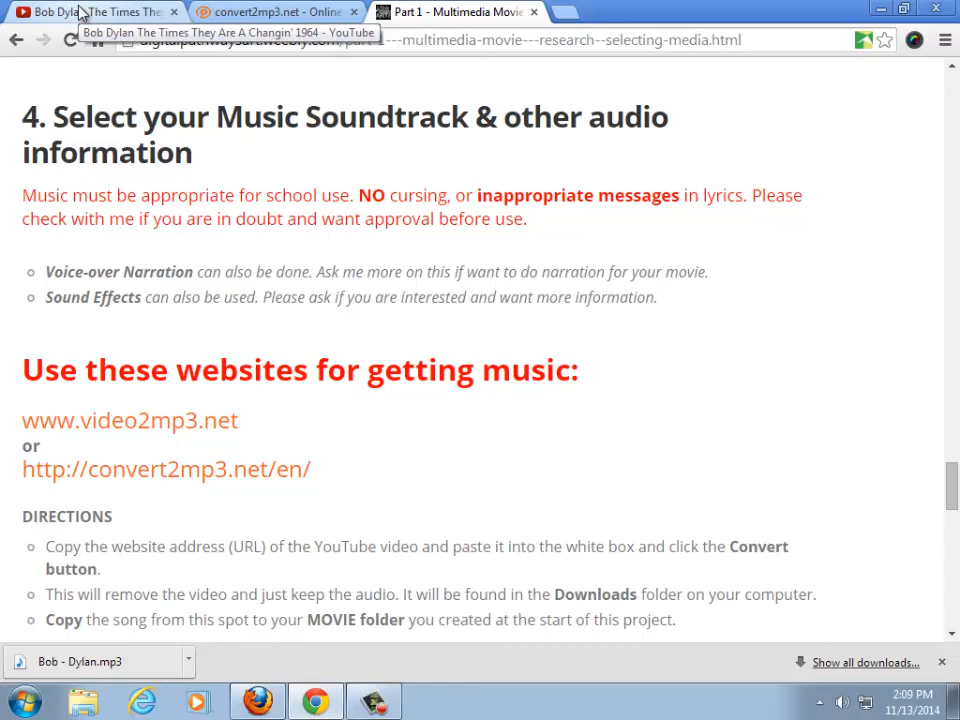 Bob Dylan The Times The
convert2mp3.net - Online
Part 1 - Multimedia Movie
Bob Dylan The Times They Are A Changin' 1964 - YouTube
digitalpathwaysart.weebly.com/part-1---multimedia-movie---research--selecting-media.html
4. Select your Music Soundtrack & other audio
information
Music must be appropriate for school use. NO cursing, or inappropriate messages in lyrics. Please
check with me if you are in doubt and want approval before use.
Voice-over Narration can also be done. Ask me more on this if want to do narration for your movie.
Sound Effects can also be used. Please ask if you are interested and want more information.
Use these websites for getting music:
www.video2mp3.net
or
http://convert2mp3.net/en/
DIRECTIONS
Copy the website address (URL) of the YouTube video and paste it into the white box and click the Convert
button.
This will remove the video and just keep the audio. It will be found in the Downloads folder on your computer.
Copy the song from this spot to your MOVIE folder you created at the start of this project.
Bob - Dylan.mp3
Show all downloads...
2:09 PM
11/13/2014